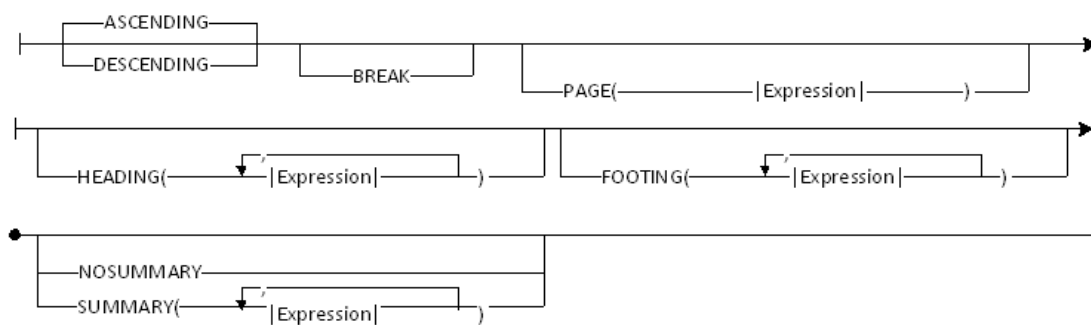 ASCENDING
DESCENDING
BREAK
PAGE( |Expression| )
HEADING( , |Expression| )
FOOTING( , |Expression| )
NOSUMMARY
SUMMARY( , |Expression| )